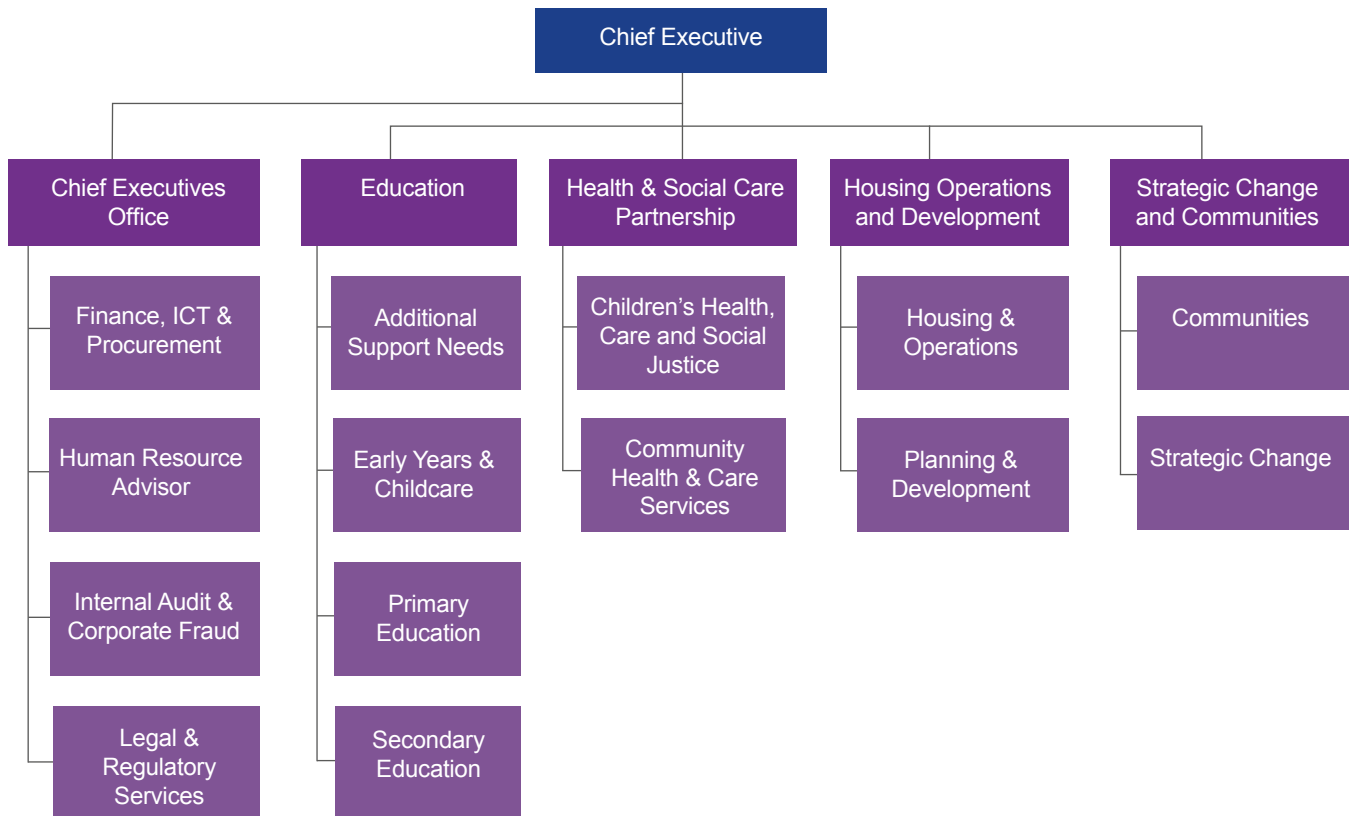 Chief Executive
Chief Executives
Office
Education
Health & Social Care
Partnership
Housing Operations
and Development
Strategic Change
and Communities
Finance, ICT &
Procurement
Human Resource
Advisor
Internal Audit &
Corporate Fraud
Legal &
Regulatory
Services
Additional
Support Needs
Early Years &
Childcare
Primary
Education
Secondary
Education
Children’s Health,
Care and Social
Justice
Community
Health & Care
Services
Housing &
Operations
Planning &
Development
Communities
Strategic Change